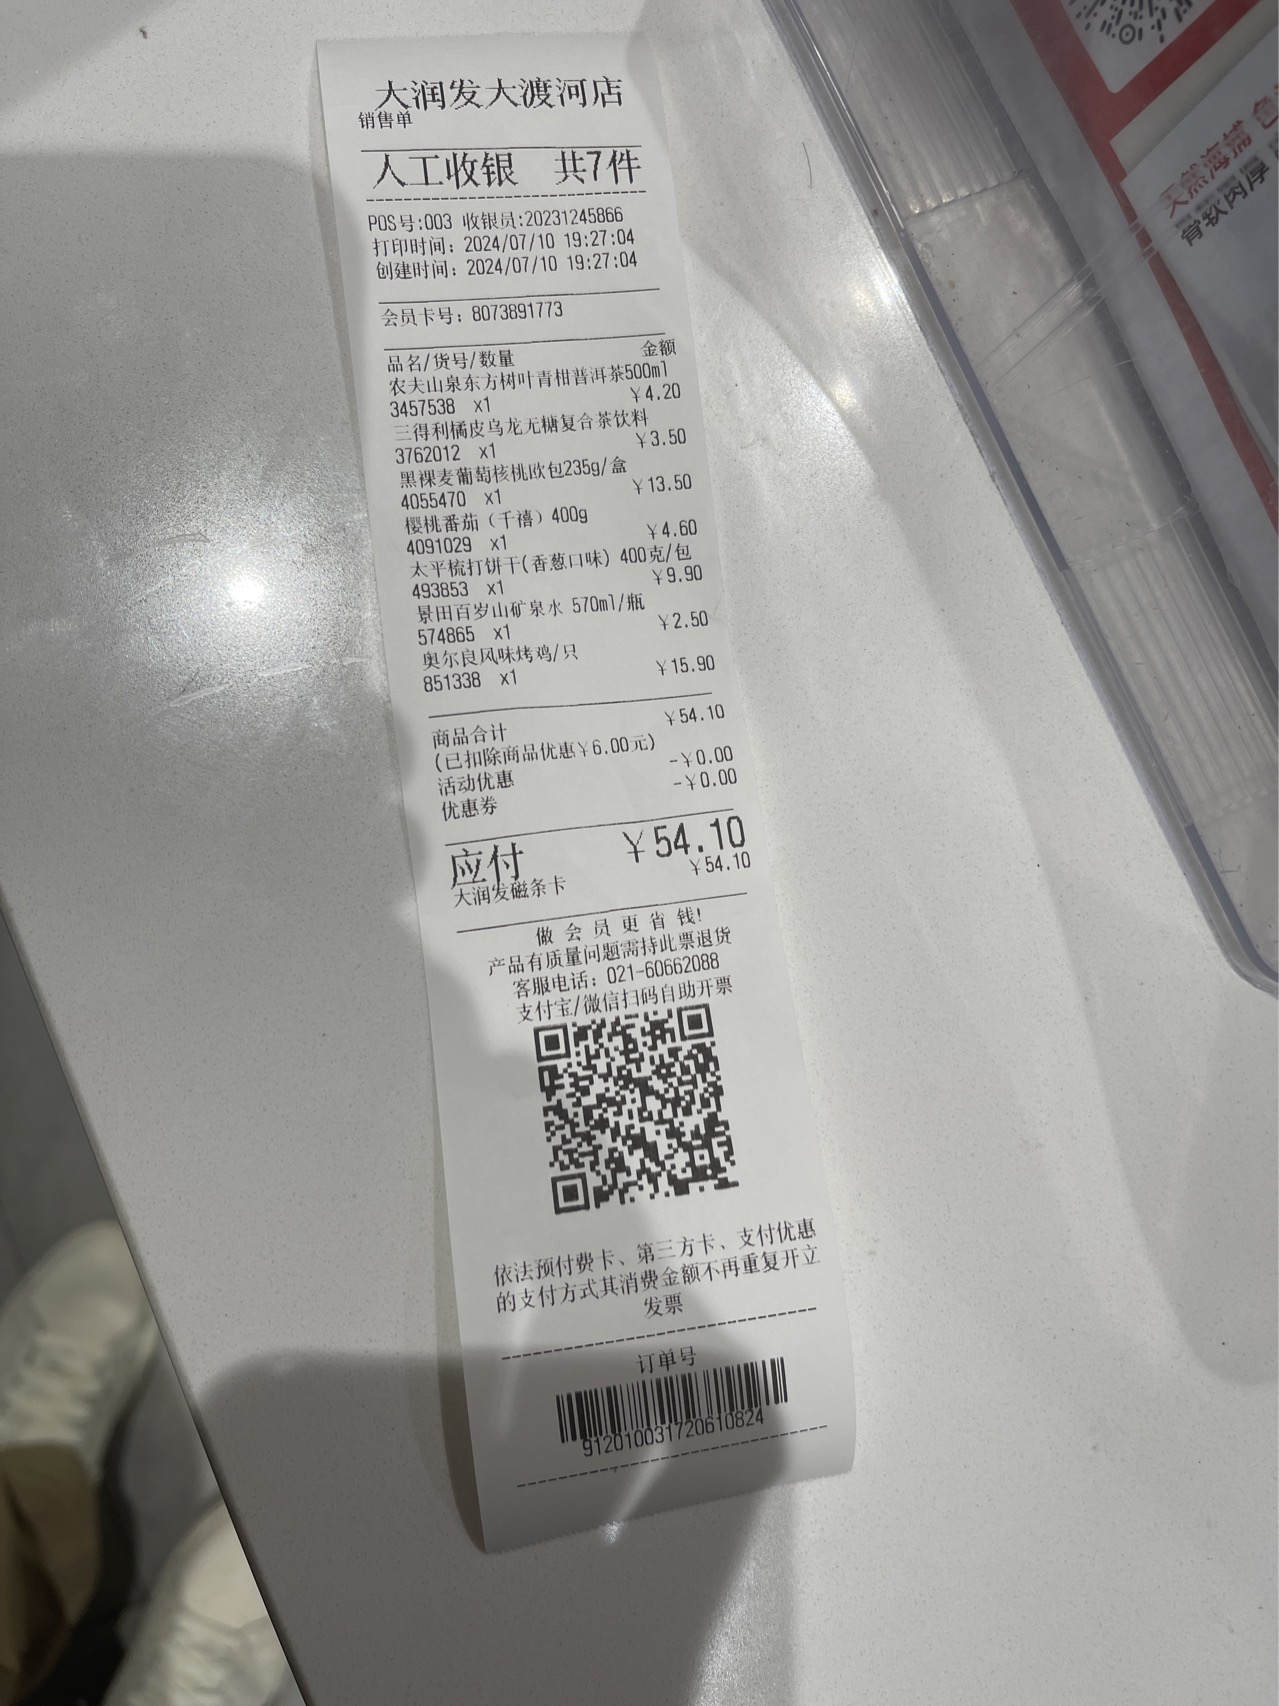 大润发大渡河店
销售单
人工收银 共7件
POS号:003 收银员:20231245866
打印时间: 2024/07/10 19:27:04
创建时间: 2024/07/10 19:27:04
会员卡号: 8073891773
品名/货号/数量 金额
农夫山泉东方树叶青柑普洱茶500ml
3457538 x1 ￥4.20
三得利橘皮乌龙无糖复合茶饮料
3762012 x1 ￥3.50
黑裸麦葡萄核桃欧包235g/盒
4055470 x1 ￥13.50
樱桃番茄（千禧）400g
4091029 x1 ￥4.60
太平梳打饼干(香葱口味) 400克/包
493853 x1 ￥9.90
景田百岁山矿泉水 570ml/瓶
574865 x1 ￥2.50
奥尔良风味烤鸡/只
851338 x1 ￥15.90
商品合计 ￥54.10
(已扣除商品优惠￥6.00元)
活动优惠 -￥0.00
优惠券 -￥0.00
应付 ￥54.10
大润发磁条卡 ￥54.10
做 会 员 更 省 钱!
产品有质量问题需持此票退货
客服电话: 021-60662088
支付宝/微信扫码自助开票
依法预付费卡、第三方卡、支付优惠
的支付方式其消费金额不再重复开立
发票
订单号
912010031720610824
天然海捕
骨软肉厚